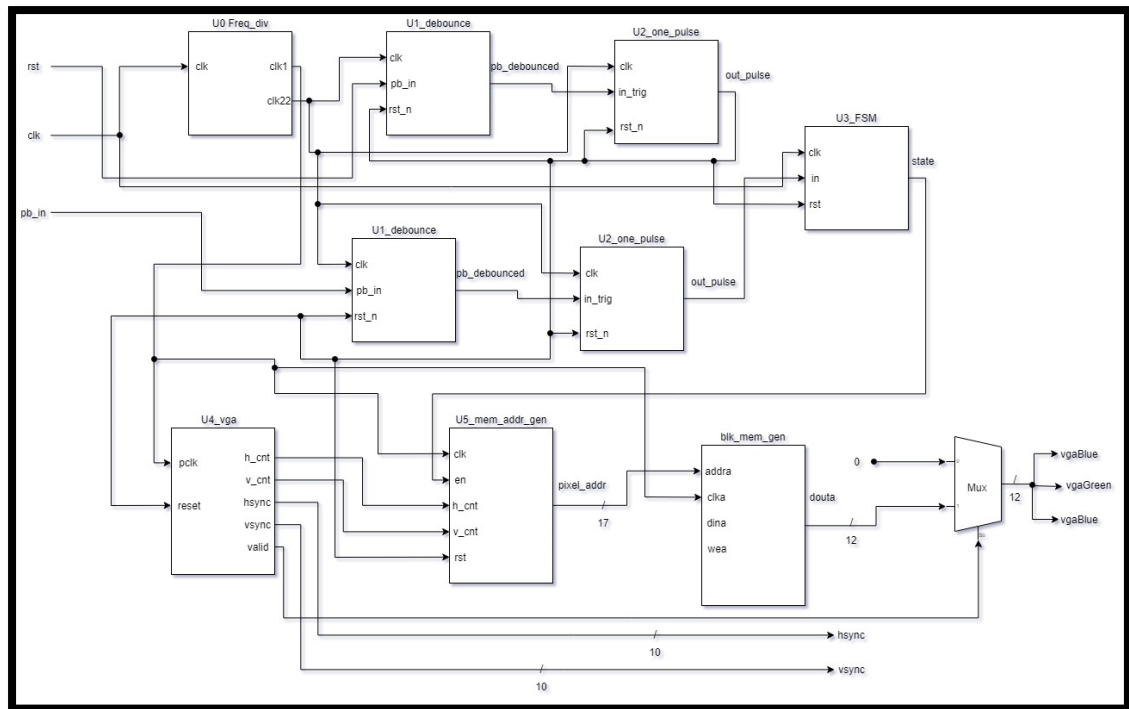 U0 Freq_div
clk
clk1
clk22
U1_debounce
clk
pb_in
rst_n
pb_debounced
U2_one_pulse
clk
in_trig
rst_n
out_pulse
rst
clk
pb_in
U3_FSM
clk
in
rst
state
U1_debounce
clk
pb_in
rst_n
pb_debounced
U2_one_pulse
clk
in_trig
rst_n
out_pulse
U4_vga
pclk
reset
h_cnt
v_cnt
hsync
vsync
valid
U5_mem_addr_gen
clk
en
h_cnt
v_cnt
rst
pixel_addr
17
blk_mem_gen
addra
clka
dina
wea
douta
12
0
0
1
Mux
12
vgaBlue
vgaGreen
vgaBlue
10
hsync
10
vsync